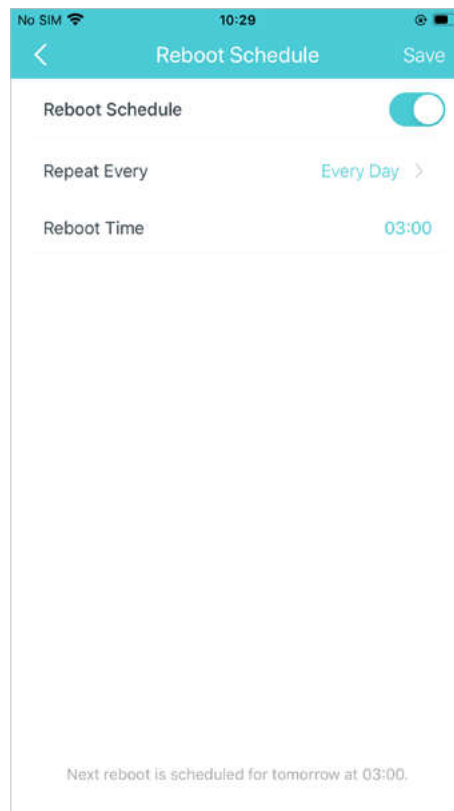 No SIM 10:29
Reboot Schedule Save
Reboot Schedule
Repeat Every Every Day
Reboot Time 03:00
Next reboot is scheduled for tomorrow at 03:00.